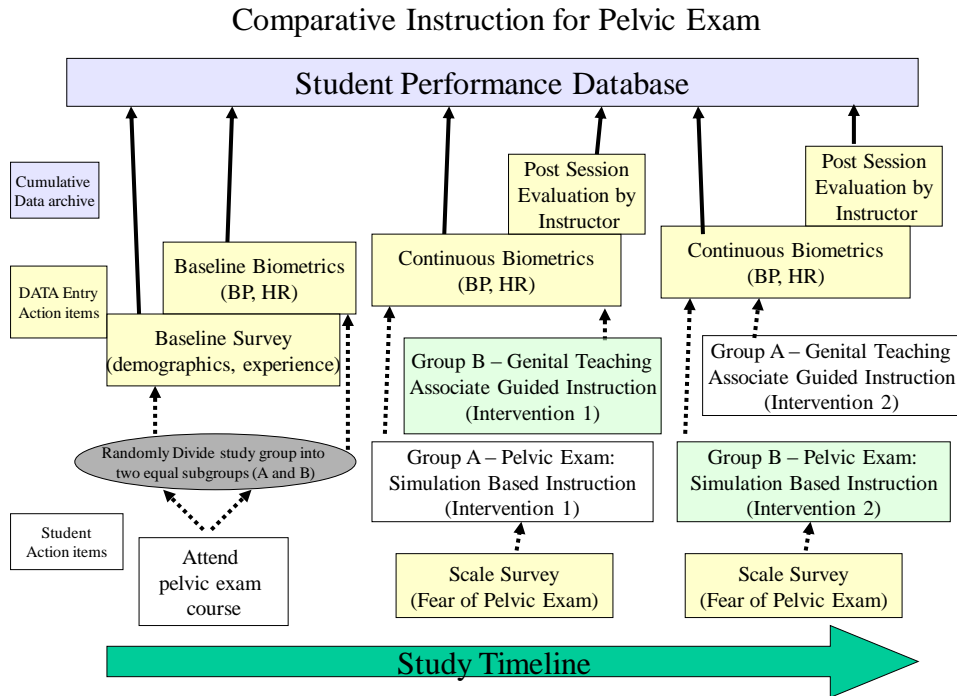 Comparative Instruction for Pelvic Exam
Student Performance Database
Cumulative
Data archive
Post Session
Evaluation by
Instructor
Post Session
Evaluation by
Instructor
DATA Entry
Action items
Baseline Biometrics
(BP, HR)
Continuous Biometrics
(BP, HR)
Continuous Biometrics
(BP, HR)
Baseline Survey
(demographics, experience)
Group B – Genital Teaching
Associate Guided Instruction
(Intervention 1)
Group A – Genital Teaching
Associate Guided Instruction
(Intervention 2)
Randomly Divide study group into
two equal subgroups (A and B)
Group A – Pelvic Exam:
Simulation Based Instruction
(Intervention 1)
Group B – Pelvic Exam:
Simulation Based Instruction
(Intervention 2)
Student
Action items
Attend
pelvic exam
course
Scale Survey
(Fear of Pelvic Exam)
Scale Survey
(Fear of Pelvic Exam)
Study Timeline